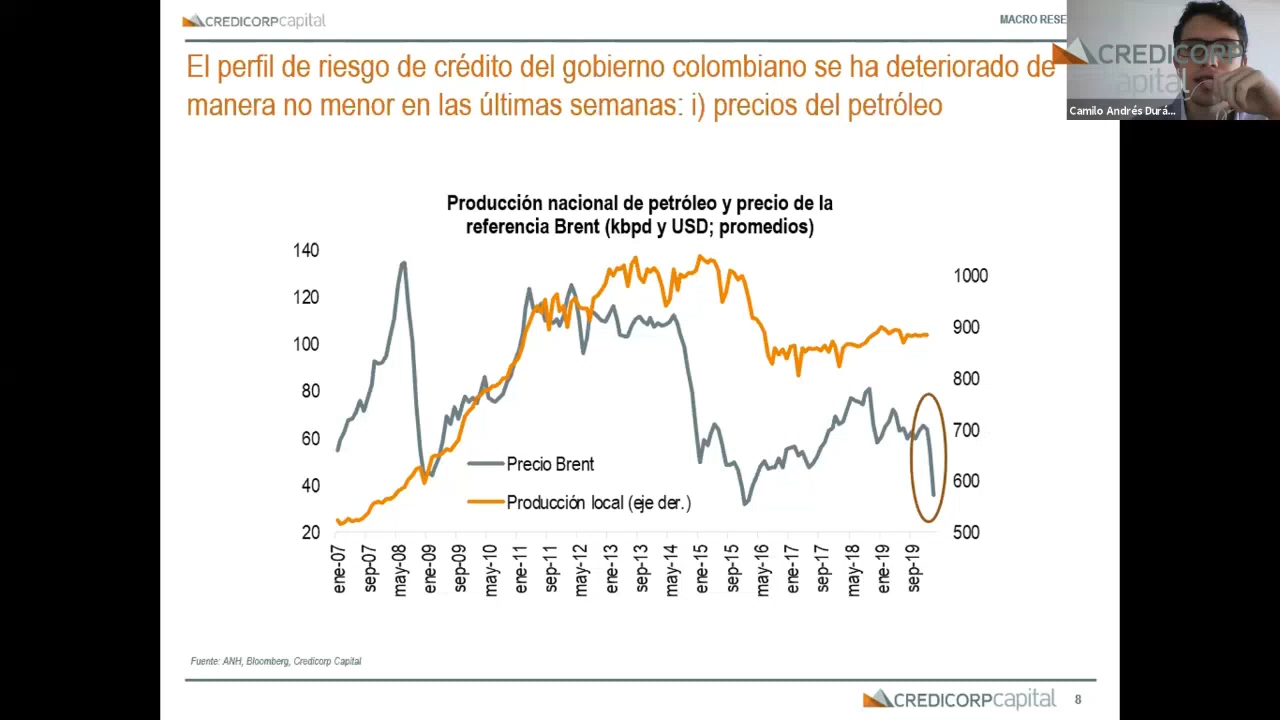 CREDICORPcapital
MACRO RESE
El perfil de riesgo de crédito del gobierno colombiano se ha deteriorado de
manera no menor en las últimas semanas: i) precios del petróleo
CREDICORP
capital
Camilo Andrés Durá...
Producción nacional de petróleo y precio de la
referencia Brent (kbpd y USD; promedios)
140
120
100
80
60
40
20
1000
900
800
700
600
500
Precio Brent
Producción local (eje der.)
ene-07
sep-07
may-08
ene-09
sep-09
may-10
ene-11
sep-11
may-12
ene-13
sep-13
may-14
ene-15
sep-15
may-16
ene-17
sep-17
may-18
ene-19
sep-19
Fuente: ANH, Bloomberg, Credicorp Capital
CREDICORPcapital
8